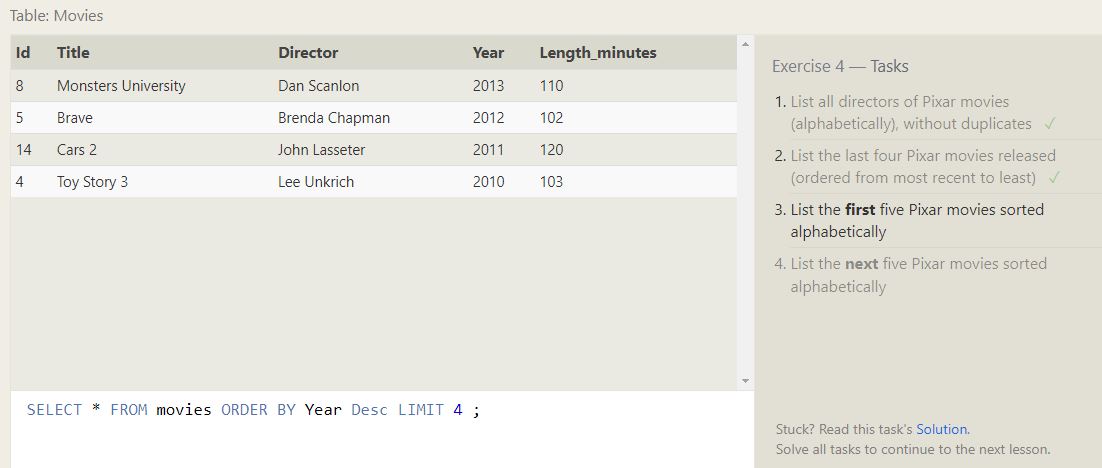 Table: Movies
Id Title Director Year Length_minutes
8 Monsters University Dan Scanlon 2013 110
5 Brave Brenda Chapman 2012 102
14 Cars 2 John Lasseter 2011 120
4 Toy Story 3 Lee Unkrich 2010 103
SELECT * FROM movies ORDER BY Year Desc LIMIT 4 ;
Exercise 4 — Tasks
1. List all directors of Pixar movies
(alphabetically), without duplicates ✓
2. List the last four Pixar movies released
(ordered from most recent to least) ✓
3. List the first five Pixar movies sorted
alphabetically
4. List the next five Pixar movies sorted
alphabetically
Stuck? Read this task's Solution.
Solve all tasks to continue to the next lesson.